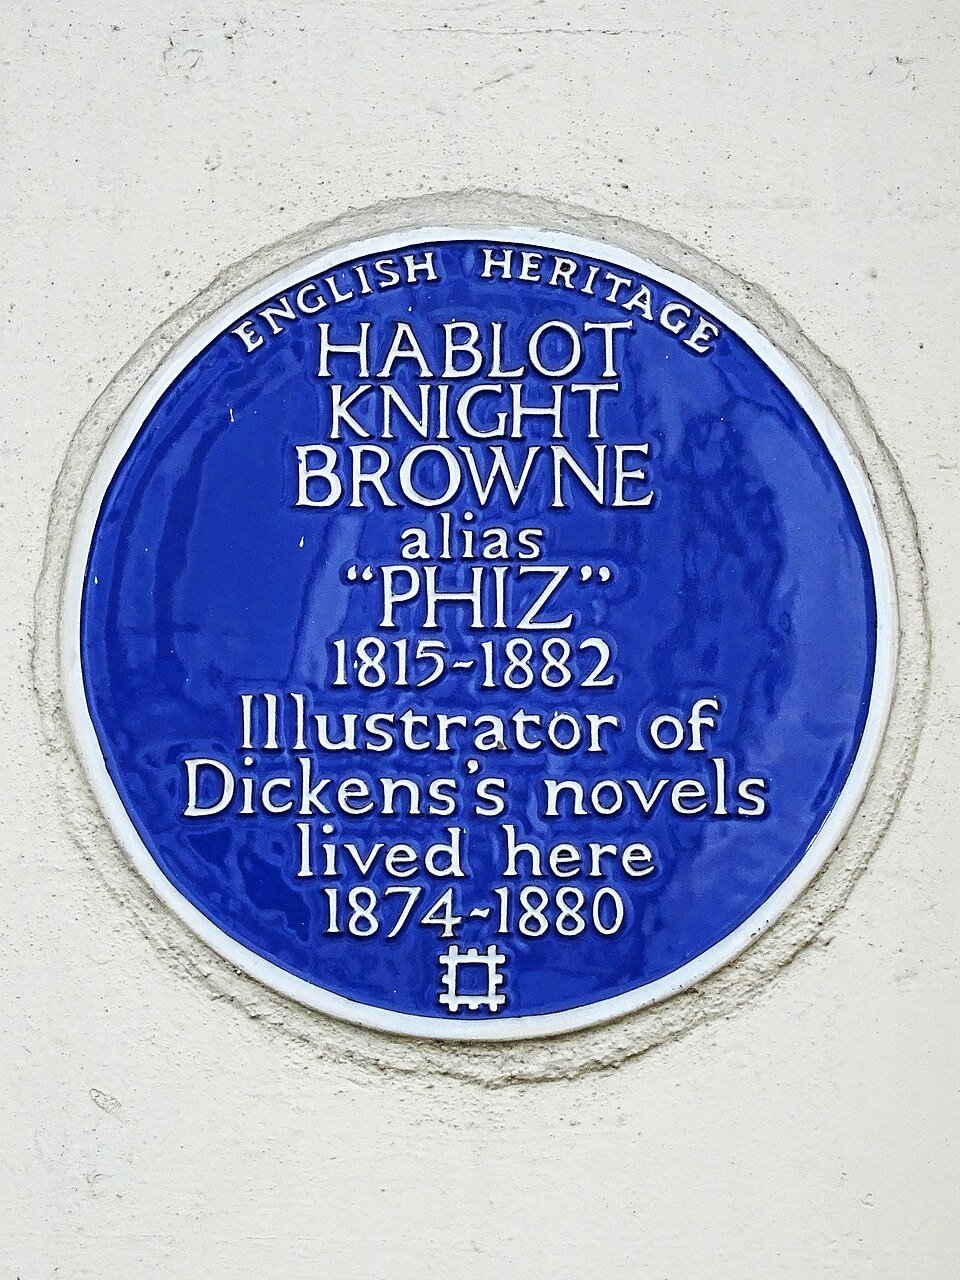 ENGLISH HERITAGE
HABLOT
KNIGHT
BROWNE
alias
“PHIZ”
1815-1882
Illustrator of
Dickens's novels
lived here
1874-1880